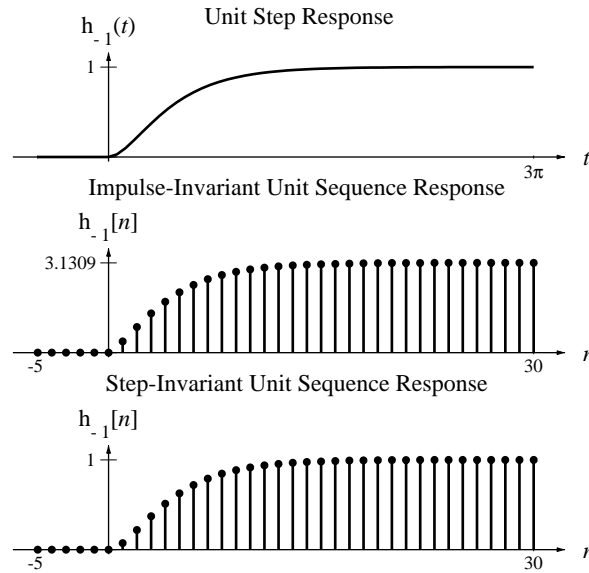 Unit Step Response
h₋₁(t)
1
3π
t
Impulse-Invariant Unit Sequence Response
h₋₁[n]
3.1309
-5
30
n
Step-Invariant Unit Sequence Response
h₋₁[n]
1
-5
30
n